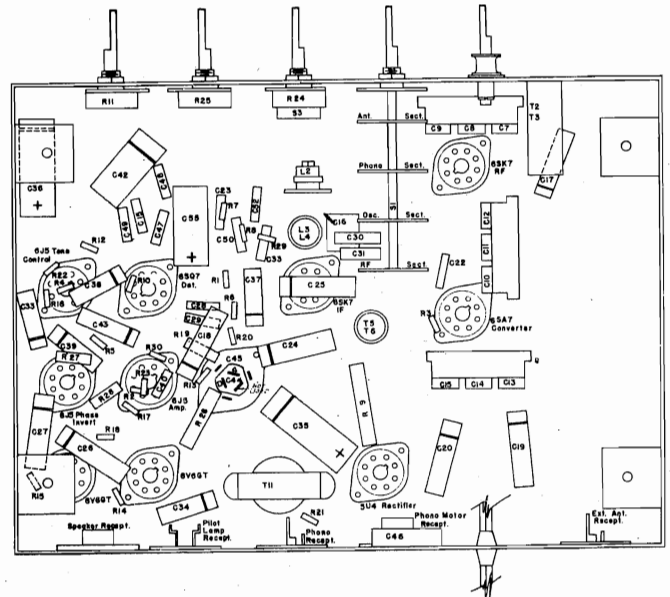 R11
R25
R24
S3
Ant. Sect.
C9 C8 C7
T2
T3
6SK7
RF
Phono Sect.
C17
C42
C48
C36
+
L2
C55
+
C23
R7
C32
S1
C49
C47
C50
R8
R29
C33
L3
L4
C16
Osc. Sect.
C30
C31
RF Sect.
C12
C11
C10
R12
6J5 Tone
Control
R22
R4
R16
C38
R10
6SQ7
Det.
R1
C37
C25
6SK7
IF
C22
R6
C28
C29
C18
R19
R20
T5
T6
R3
6SA7
Converter
C43
C39
R27
R5
R30
C45
C24
R23
C40
R13
R2
R17
R28
6J5
Amp.
C15 C14 C13
6J5 Phase
Invert
R18
C27
C26
R26
C35
+
R9
C20
C19
R15
6V6GT
R14
6V6GT
C34
T11
R21
5U4 Rectifier
Speaker Recept.
Pilot
Lamp
Recept.
Phono
Recept.
Phono Motor
Recept.
C46
Ext. Ant.
Recept.